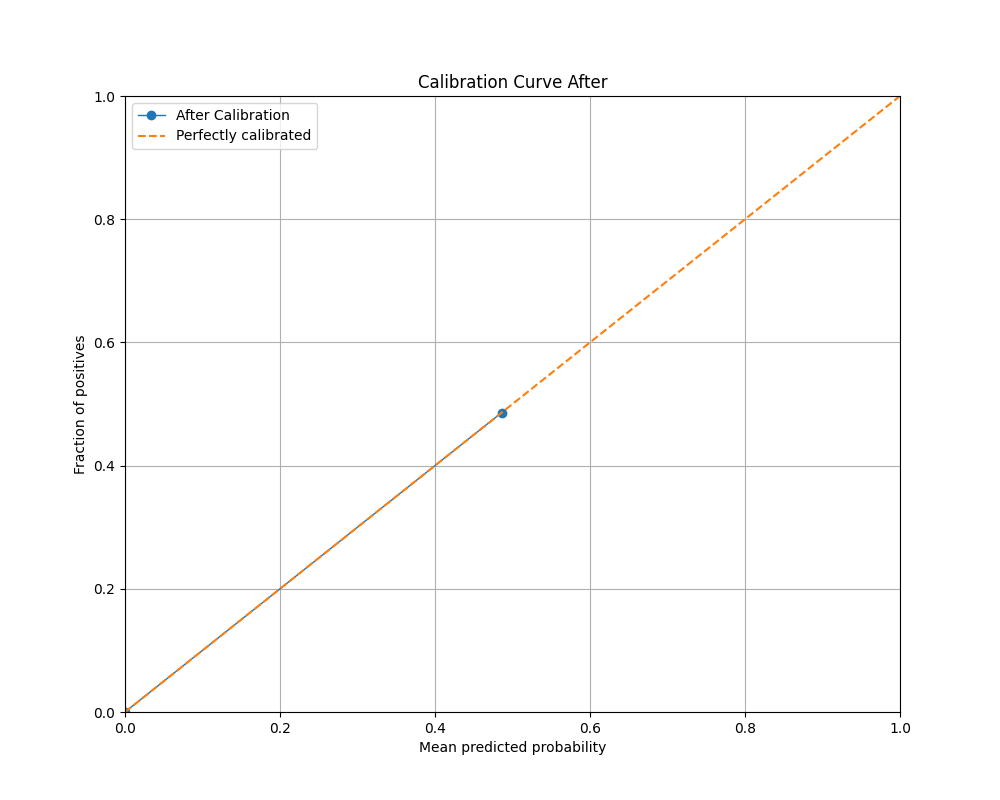 Calibration Curve After
After Calibration
Perfectly calibrated
Fraction of positives
1.0
0.8
0.6
0.4
0.2
0.0
0.0 0.2 0.4 0.6 0.8 1.0
Mean predicted probability